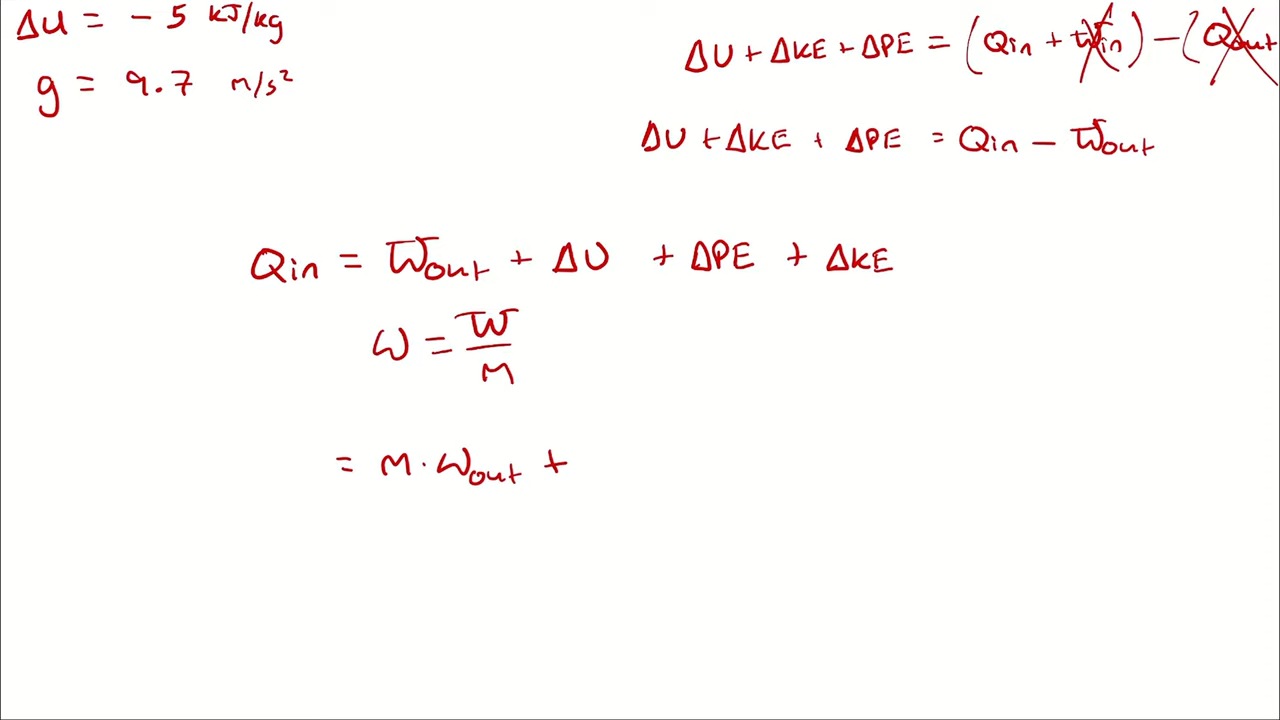 Δu = - 5 kJ/kg
g = 9.7 m/s²
ΔU + ΔKE + ΔPE = (Qin + Win) - (Qout
ΔU + ΔKE + ΔPE = Qin - Wout
Qin = Wout + ΔU + ΔPE + ΔKE
ω = W/m
= m · ωout +